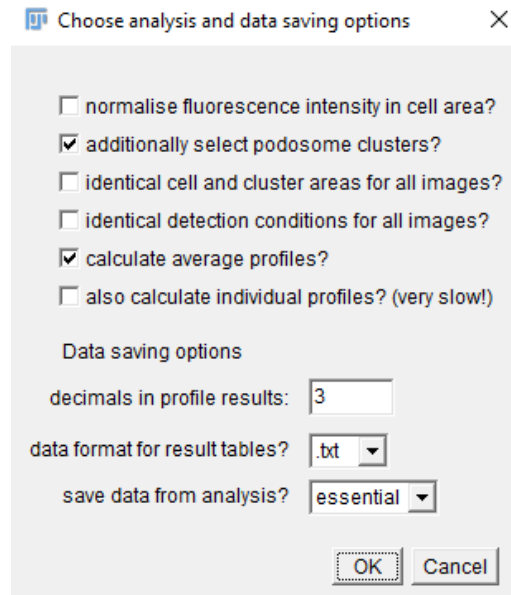 Choose analysis and data saving options
normalise fluorescence intensity in cell area?
additionally select podosome clusters?
identical cell and cluster areas for all images?
identical detection conditions for all images?
calculate average profiles?
also calculate individual profiles? (very slow!)
Data saving options
decimals in profile results: 3
data format for result tables? .txt
save data from analysis? essential
OK Cancel